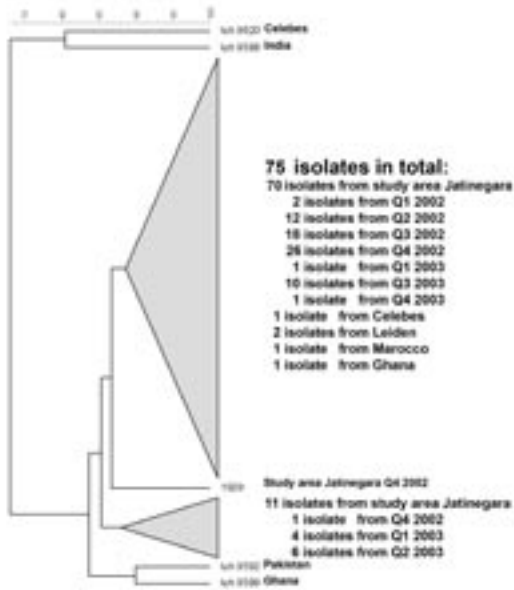 Celebes
India
75 isolates in total:
70 isolates from study area Jatinegara
2 isolates from Q1 2002
12 isolates from Q2 2002
18 isolates from Q3 2002
26 isolates from Q4 2002
1 isolate from Q1 2003
10 isolates from Q3 2003
1 isolate from Q4 2003
1 isolate from Celebes
2 isolates from Leiden
1 isolate from Marocco
1 isolate from Ghana
Study area Jatinegara Q4 2002
11 isolates from study area Jatinegara
1 isolate from Q4 2002
4 isolates from Q1 2003
6 isolates from Q2 2003
Pakistan
Ghana